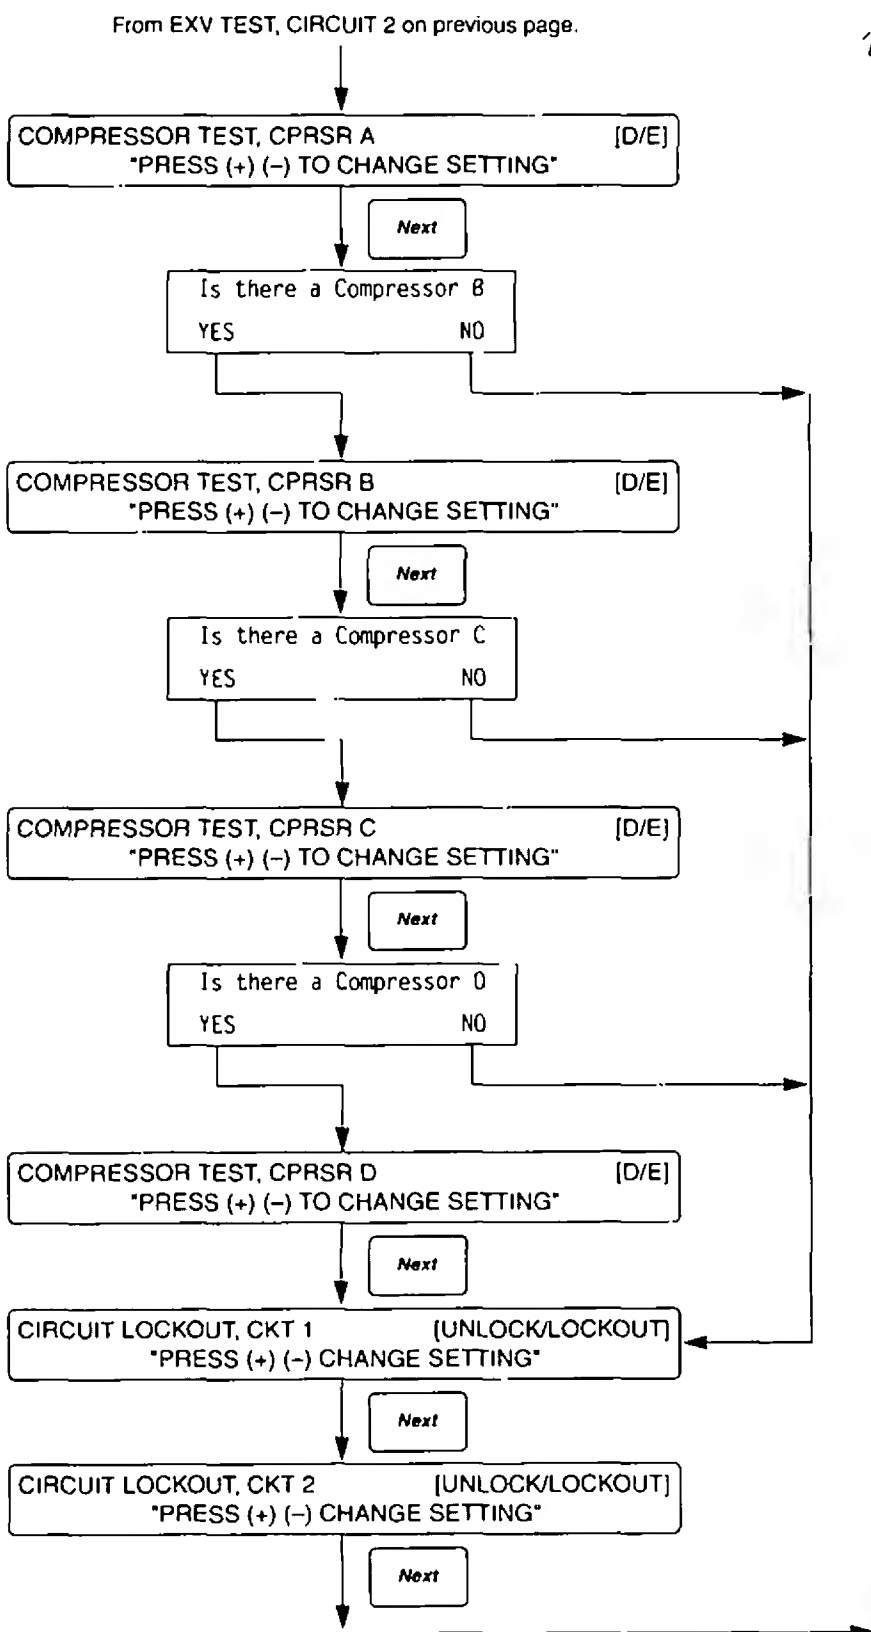 From EXV TEST, CIRCUIT 2 on previous page.
COMPRESSOR TEST, CPRSR A [D/E]
"PRESS (+) (–) TO CHANGE SETTING"
Next
Is there a Compressor B
YES NO
COMPRESSOR TEST, CPRSR B [D/E]
"PRESS (+) (–) TO CHANGE SETTING"
Next
Is there a Compressor C
YES NO
COMPRESSOR TEST, CPRSR C [D/E]
"PRESS (+) (–) TO CHANGE SETTING"
Next
Is there a Compressor D
YES NO
COMPRESSOR TEST, CPRSR D [D/E]
"PRESS (+) (–) TO CHANGE SETTING"
Next
CIRCUIT LOCKOUT, CKT 1 [UNLOCK/LOCKOUT]
"PRESS (+) (–) CHANGE SETTING"
Next
CIRCUIT LOCKOUT, CKT 2 [UNLOCK/LOCKOUT]
"PRESS (+) (–) CHANGE SETTING"
Next